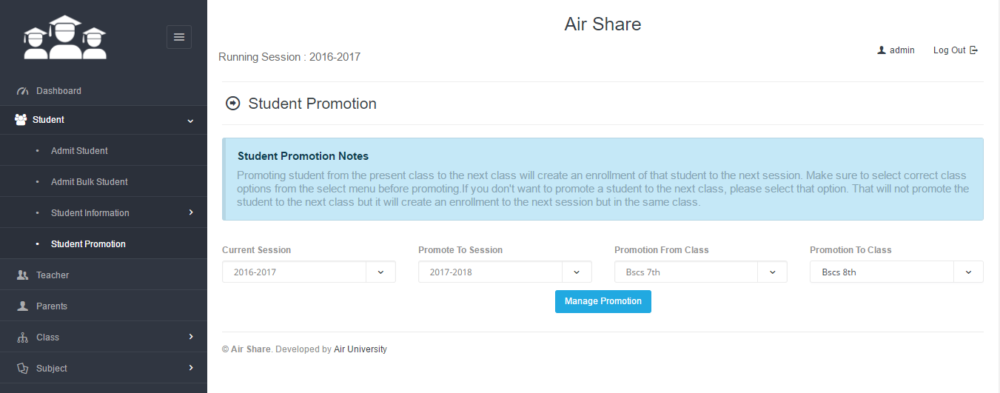 Air Share
Running Session : 2016-2017
admin
Log Out
Dashboard
Student
• Admit Student
• Admit Bulk Student
• Student Information
• Student Promotion
Teacher
Parents
Class
Subject
Student Promotion
Student Promotion Notes
Promoting student from the present class to the next class will create an enrollment of that student to the next session. Make sure to select correct class
options from the select menu before promoting.If you don't want to promote a student to the next class, please select that option. That will not promote the
student to the next class but it will create an enrollment to the next session but in the same class.
Current Session
2016-2017
Promote To Session
2017-2018
Promotion From Class
Bscs 7th
Promotion To Class
Bscs 8th
Manage Promotion
© Air Share. Developed by Air University